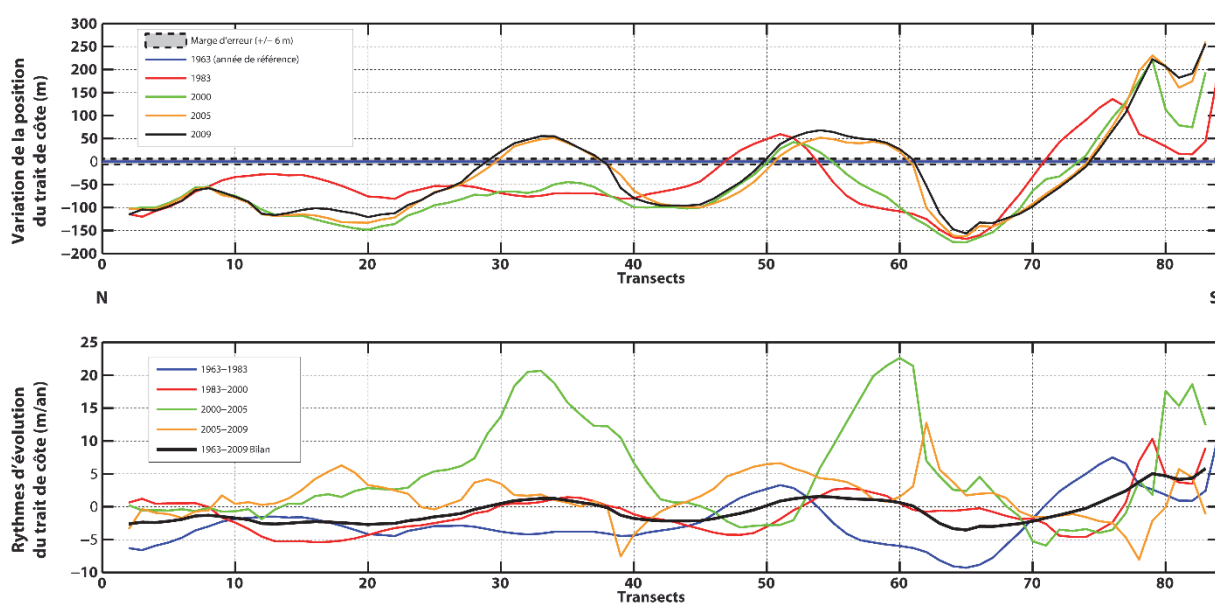 Variation de la position
du trait de côte (m)
300
250
200
150
100
50
0
−50
−100
−150
−200
Marge d'erreur (+/− 6 m)
1963 (année de référence)
1983
2000
2005
2009
0 10 20 30 40 50 60 70 80
Transects
N S
Rythmes d'évolution
du trait de côte (m/an)
25
20
15
10
5
0
−5
−10
1963−1983
1983−2000
2000−2005
2005−2009
1963−2009 Bilan
0 10 20 30 40 50 60 70 80
Transects